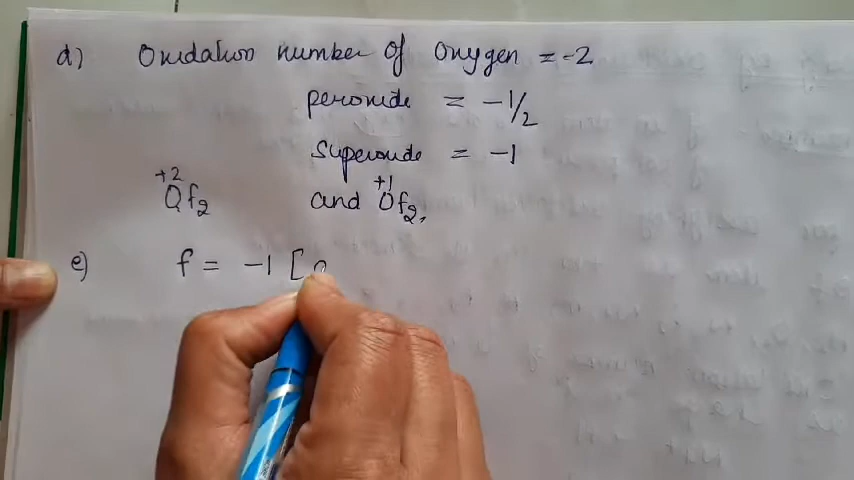 d) Oxidation number of Oxygen = -2
peroxide = -1/2
Superoxide = -1
+2 +1
Of2 and Of2,
e) f = -1 [